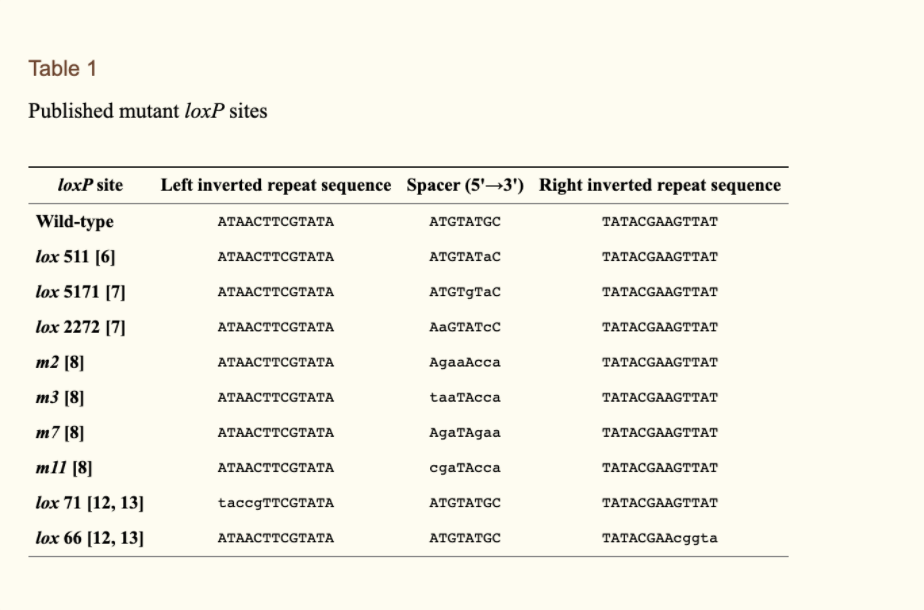 Table 1
Published mutant loxP sites
loxP site Left inverted repeat sequence Spacer (5'→3') Right inverted repeat sequence
Wild-type ATAACTTCGTATA ATGTATGC TATACGAAGTTAT
lox 511 [6] ATAACTTCGTATA ATGTATaC TATACGAAGTTAT
lox 5171 [7] ATAACTTCGTATA ATGTgTaC TATACGAAGTTAT
lox 2272 [7] ATAACTTCGTATA AaGTATcC TATACGAAGTTAT
m2 [8] ATAACTTCGTATA AgaaAcca TATACGAAGTTAT
m3 [8] ATAACTTCGTATA taaTAcca TATACGAAGTTAT
m7 [8] ATAACTTCGTATA AgaTAgaa TATACGAAGTTAT
m11 [8] ATAACTTCGTATA cgaTAcca TATACGAAGTTAT
lox 71 [12, 13] taccgTTCGTATA ATGTATGC TATACGAAGTTAT
lox 66 [12, 13] ATAACTTCGTATA ATGTATGC TATACGAAcggta